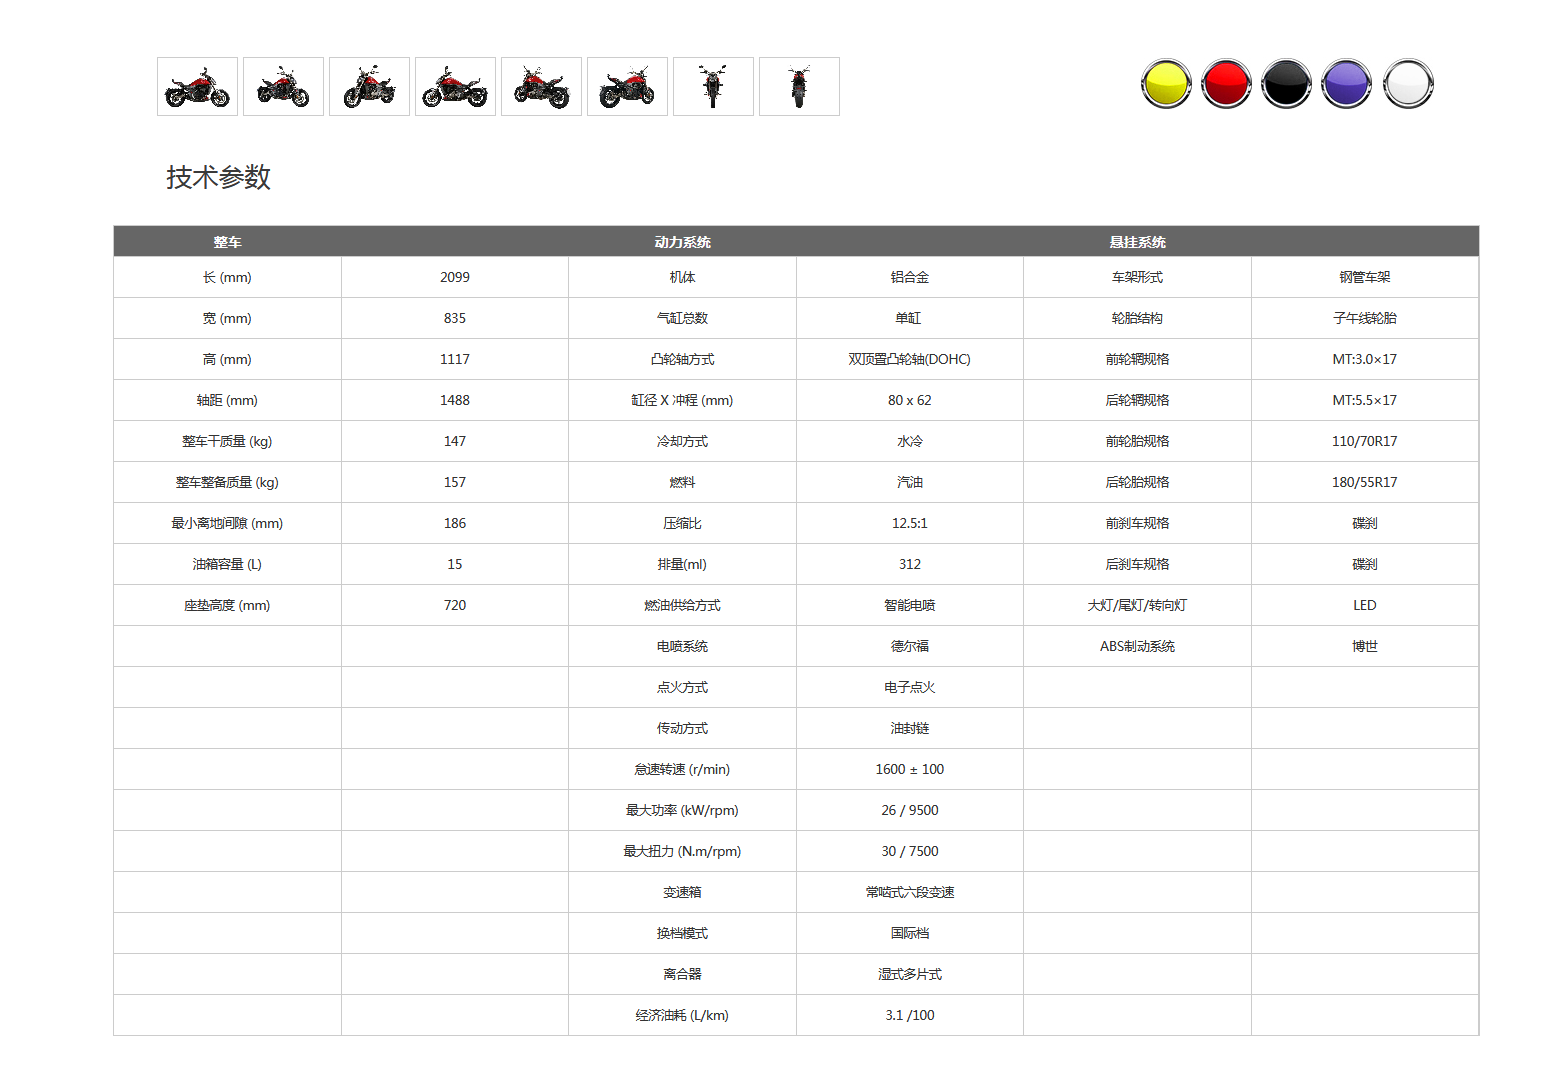 技术参数
整车 动力系统 悬挂系统
长 (mm) 2099 机体 铝合金 车架形式 钢管车架
宽 (mm) 835 气缸总数 单缸 轮胎结构 子午线轮胎
高 (mm) 1117 凸轮轴方式 双顶置凸轮轴(DOHC) 前轮辋规格 MT:3.0×17
轴距 (mm) 1488 缸径 X 冲程 (mm) 80 x 62 后轮辋规格 MT:5.5×17
整车干质量 (kg) 147 冷却方式 水冷 前轮胎规格 110/70R17
整车整备质量 (kg) 157 燃料 汽油 后轮胎规格 180/55R17
最小离地间隙 (mm) 186 压缩比 12.5:1 前刹车规格 碟刹
油箱容量 (L) 15 排量(ml) 312 后刹车规格 碟刹
座垫高度 (mm) 720 燃油供给方式 智能电喷 大灯/尾灯/转向灯 LED
电喷系统 德尔福 ABS制动系统 博世
点火方式 电子点火
传动方式 油封链
怠速转速 (r/min) 1600 ± 100
最大功率 (kW/rpm) 26 / 9500
最大扭力 (N.m/rpm) 30 / 7500
变速箱 常啮式六段变速
换档模式 国际档
离合器 湿式多片式
经济油耗 (L/km) 3.1 /100